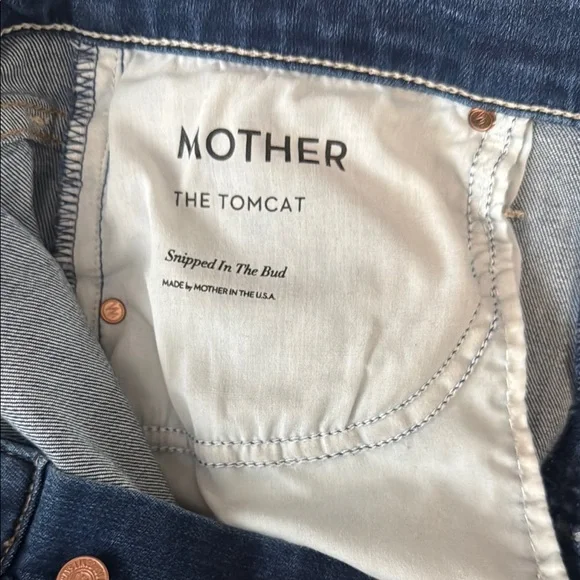 MOTHER
THE TOMCAT
Snipped In The Bud
MADE by MOTHER IN THE U.S.A.